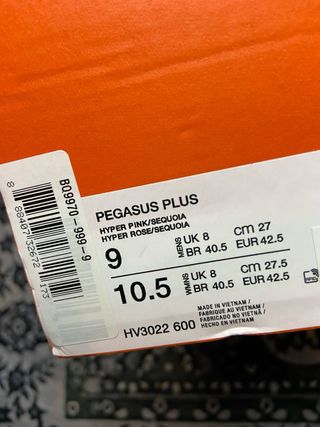 PEGASUS PLUS
HYPER PINK/SEQUOIA
HYPER ROSE/SEQUOIA
9 MENS UK 8 CM 27
BR 40.5 EUR 42.5
10.5 WMNS UK 8 CM 27.5
BR 40.5 EUR 42.5
MADE IN VIETNAM /
FABRIQUE AU VIETNAM /
FABRICADO NO VIETNAM /
HECHO EN VIETNAM
HV3022 600
BQ9970-999-9